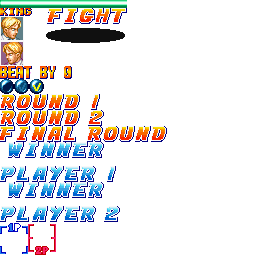 KING
FIGHT
BEAT BY 0
ROUND 1
ROUND 2
FINAL ROUND
WINNER
PLAYER 1
WINNER
PLAYER 2
1P
2P